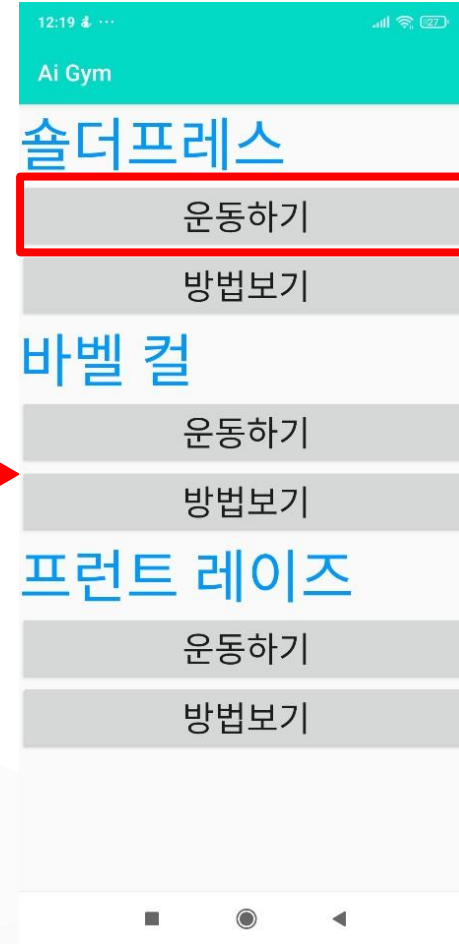 12:19 ...
27
Ai Gym
숄더프레스
운동하기
방법보기
바벨 컬
운동하기
방법보기
프런트 레이즈
운동하기
방법보기